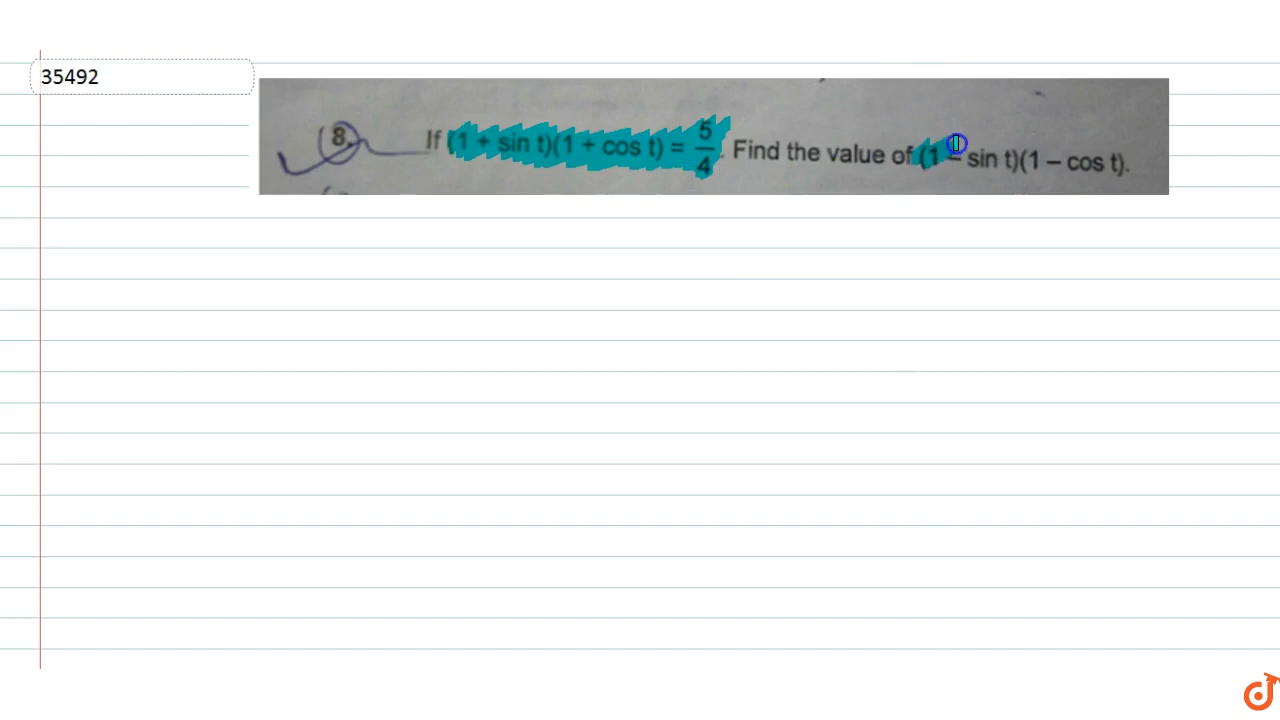 35492
(8. If (1 + sin t)(1 + cos t) = 5/4. Find the value of (1 – sin t)(1 – cos t).